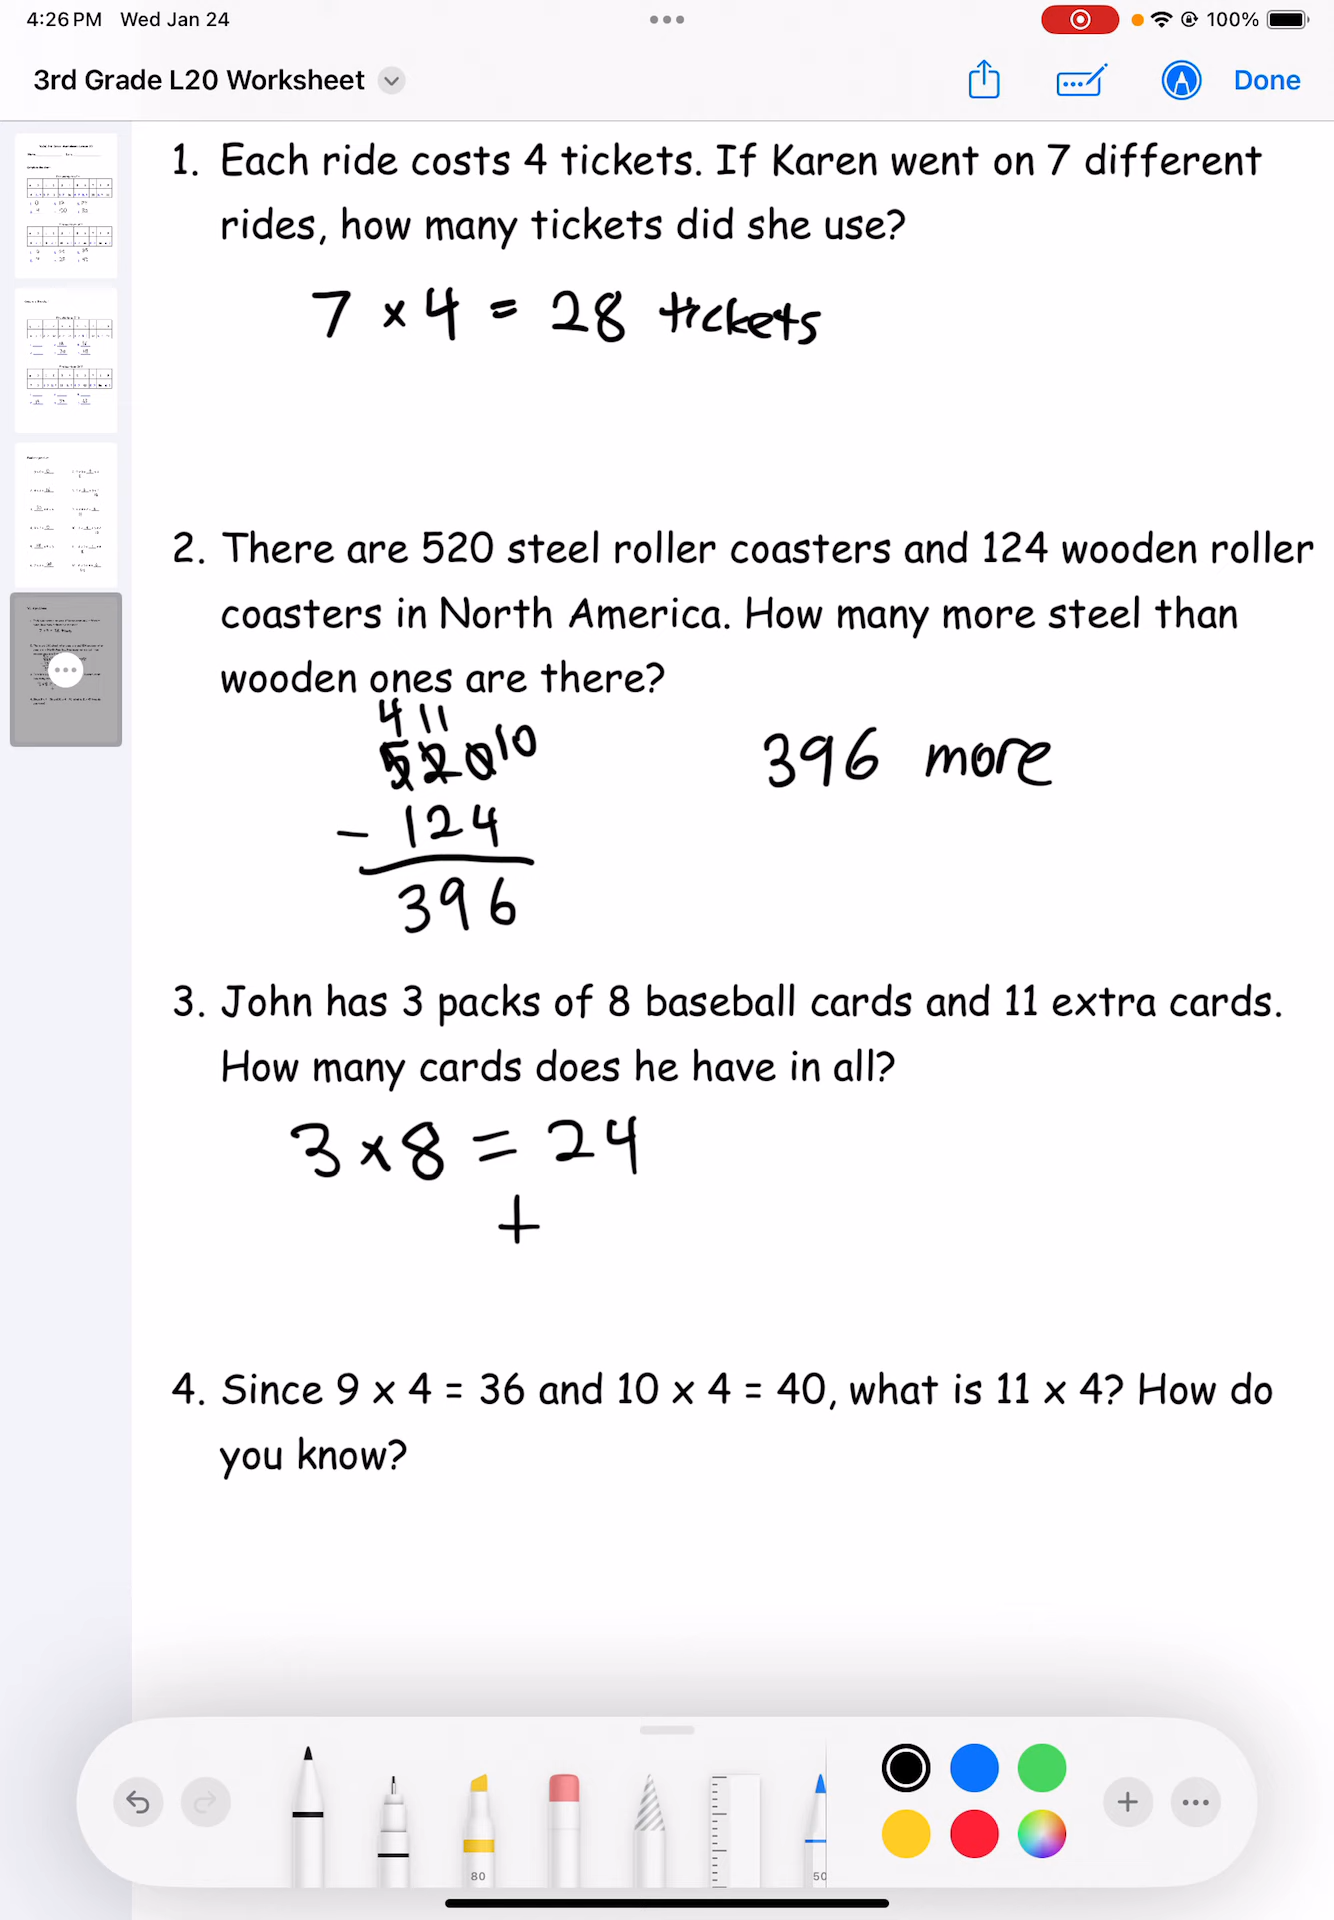 4:26 PM Wed Jan 24
100%
3rd Grade L20 Worksheet
Done
1. Each ride costs 4 tickets. If Karen went on 7 different
rides, how many tickets did she use?
7 × 4 = 28 tickets
2. There are 520 steel roller coasters and 124 wooden roller
coasters in North America. How many more steel than
wooden ones are there?
4 11
520 10
- 124
396
396 more
3. John has 3 packs of 8 baseball cards and 11 extra cards.
How many cards does he have in all?
3 × 8 = 24
+
4. Since 9 x 4 = 36 and 10 x 4 = 40, what is 11 x 4? How do
you know?
80
50